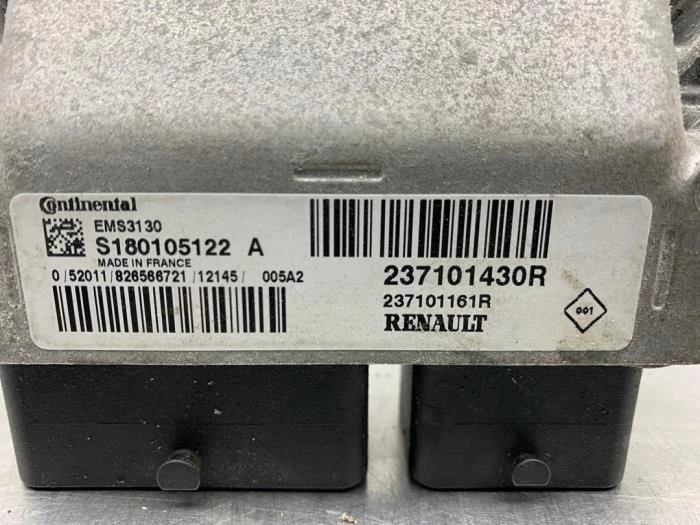 Continental
EMS3130
S180105122 A
MADE IN FRANCE
0/52011/826566721/12145/ 005A2
237101430R
237101161R
RENAULT
001